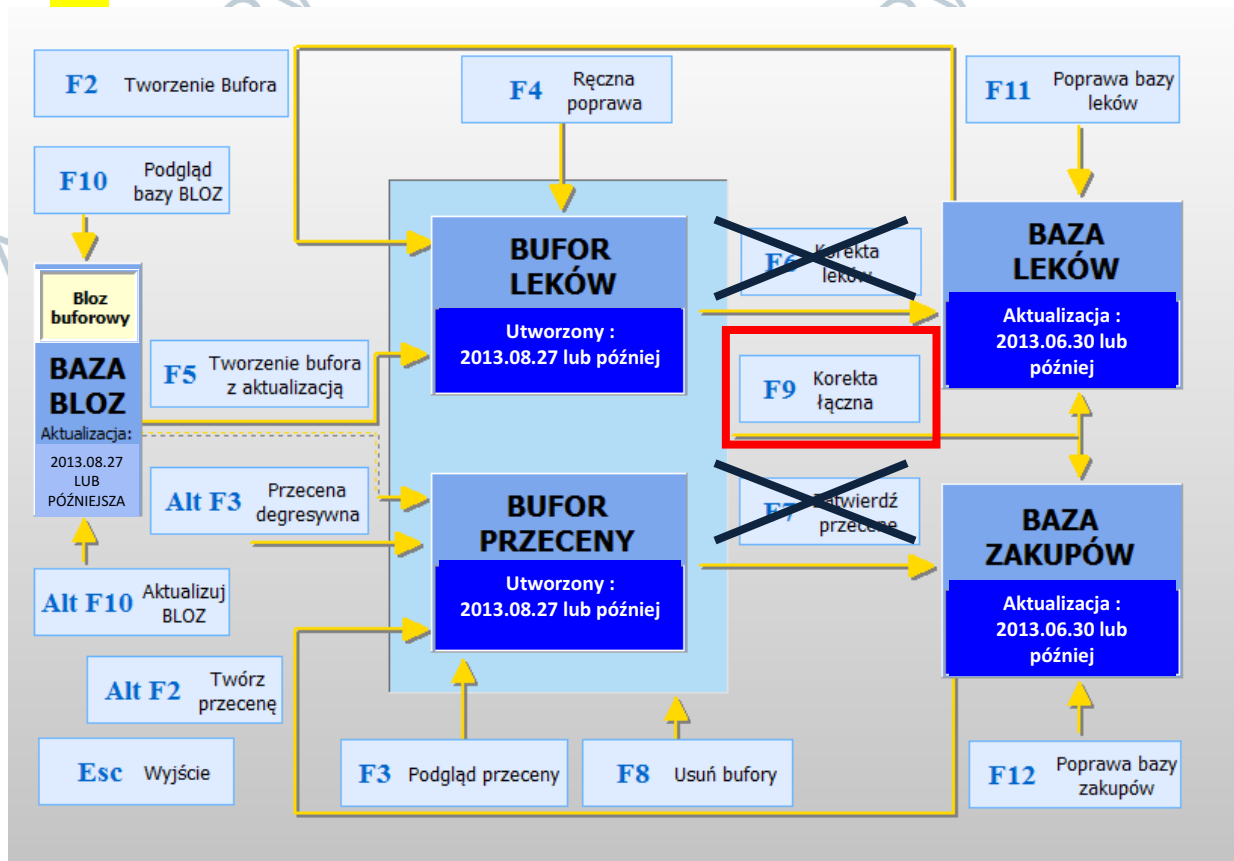 F2 Tworzenie Bufora
F4 Ręczna
poprawa
F11 Poprawa bazy
leków
F10 Podgląd
bazy BLOZ
BUFOR
LEKÓW
Utworzony :
2013.08.27 lub później
F6 Korekta
leków
BAZA
LEKÓW
Aktualizacja :
2013.06.30 lub
później
Bloz
buforowy
BAZA
BLOZ
Aktualizacja:
2013.08.27
LUB
PÓŹNIEJSZA
F5 Tworzenie bufora
z aktualizacją
F9 Korekta
łączna
Alt F3 Przecena
degresywna
BUFOR
PRZECENY
Utworzony :
2013.08.27 lub później
F7 Zatwierdź
przecenę
BAZA
ZAKUPÓW
Aktualizacja :
2013.06.30 lub
później
Alt F10 Aktualizuj
BLOZ
Alt F2 Twórz
przecenę
Esc Wyjście
F3 Podgląd przeceny
F8 Usuń bufory
F12 Poprawa bazy
zakupów